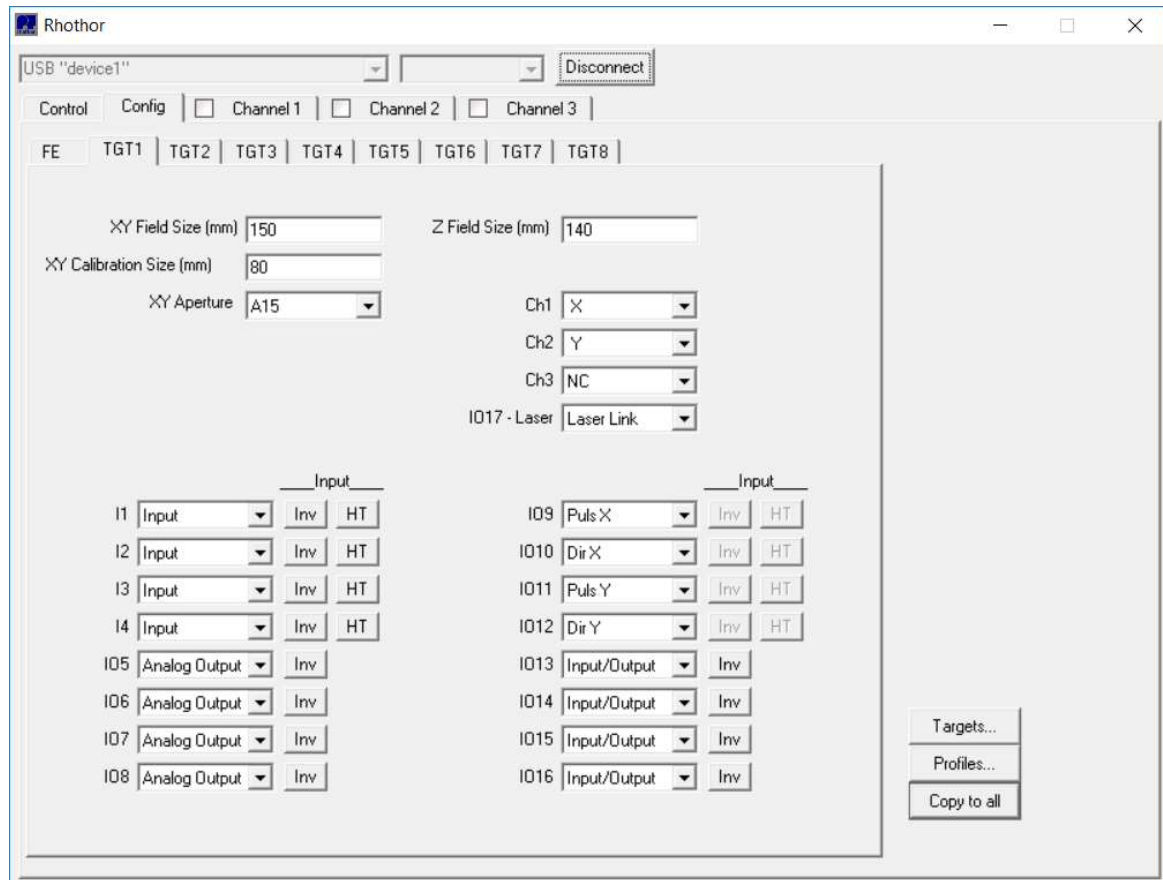 Rhothor
USB "device1" Disconnect
Control Config Channel 1 Channel 2 Channel 3
FE TGT1 TGT2 TGT3 TGT4 TGT5 TGT6 TGT7 TGT8
XY Field Size (mm) 150 Z Field Size (mm) 140
XY Calibration Size (mm) 80
XY Aperture A15 Ch1 X
Ch2 Y
Ch3 NC
IO17 - Laser Laser Link
____Input____ ____Input____
I1 Input Inv HT IO9 Puls X Inv HT
I2 Input Inv HT IO10 Dir X Inv HT
I3 Input Inv HT IO11 Puls Y Inv HT
I4 Input Inv HT IO12 Dir Y Inv HT
IO5 Analog Output Inv IO13 Input/Output Inv
IO6 Analog Output Inv IO14 Input/Output Inv
IO7 Analog Output Inv IO15 Input/Output Inv
IO8 Analog Output Inv IO16 Input/Output Inv
Targets...
Profiles...
Copy to all